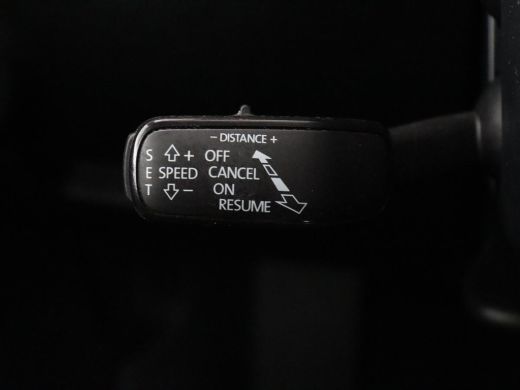 - DISTANCE +
S + OFF
E SPEED CANCEL
T - ON
RESUME